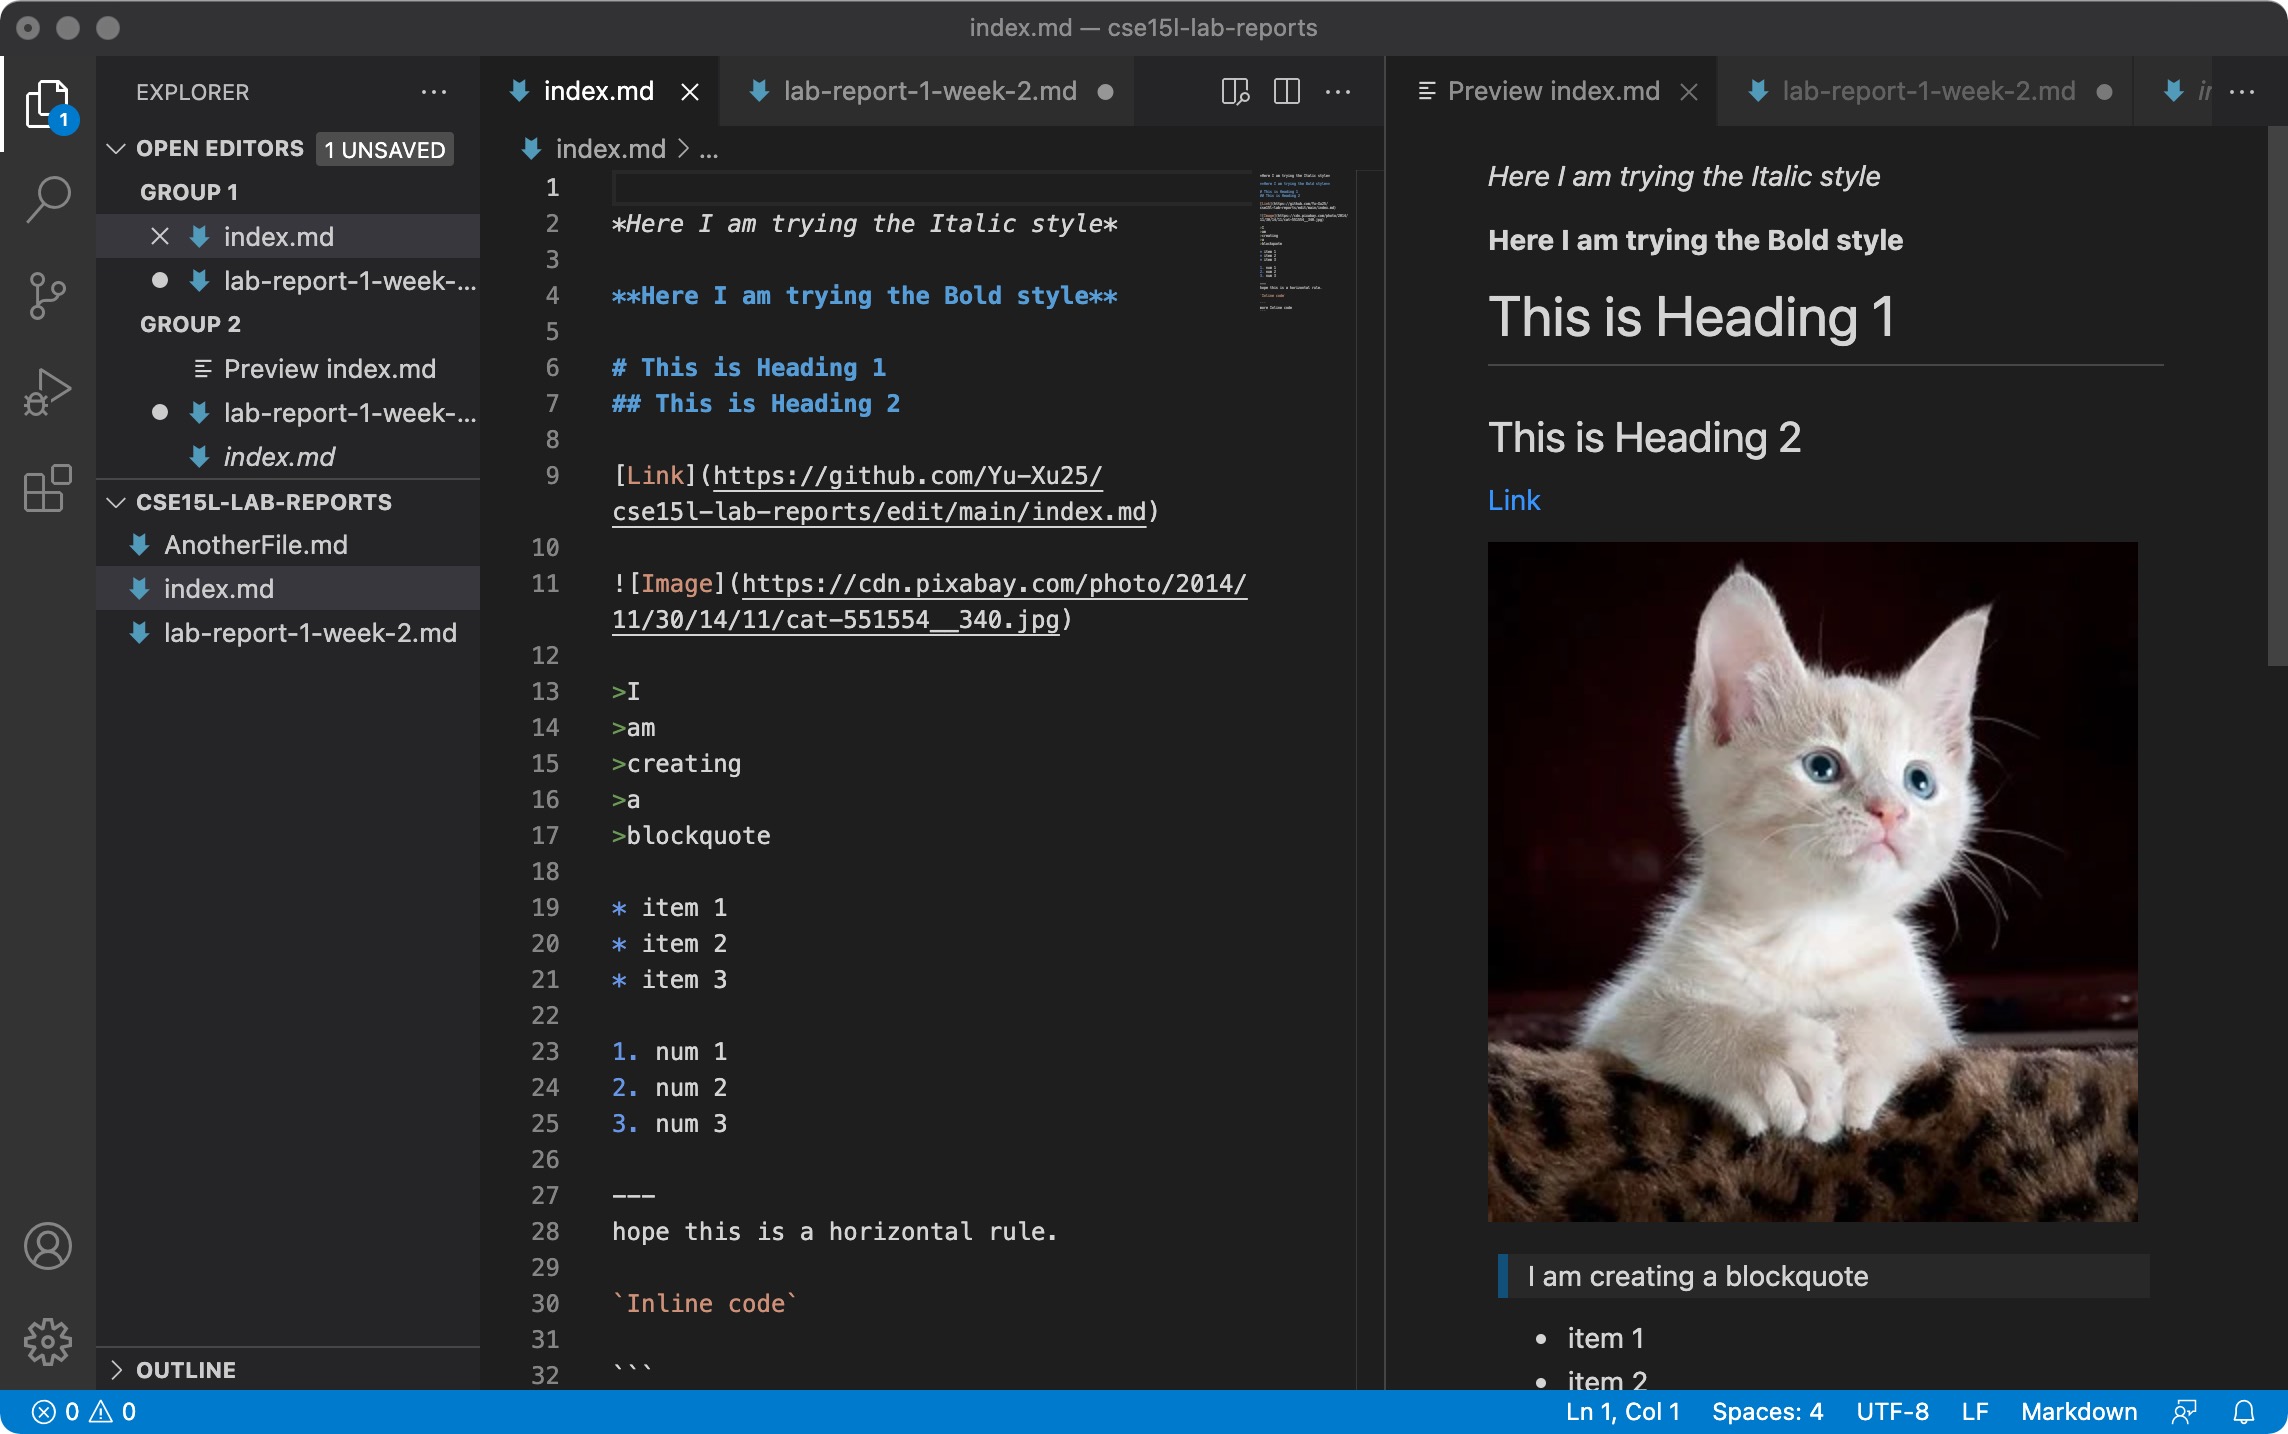 index.md — cse15l-lab-reports
EXPLORER
OPEN EDITORS 1 UNSAVED
GROUP 1
index.md
lab-report-1-week-...
GROUP 2
Preview index.md
lab-report-1-week-...
index.md
CSE15L-LAB-REPORTS
AnotherFile.md
index.md
lab-report-1-week-2.md
OUTLINE
1
index.md
lab-report-1-week-2.md
index.md > ...
1
2 *Here I am trying the Italic style*
3
4 **Here I am trying the Bold style**
5
6 # This is Heading 1
7 ## This is Heading 2
8
9 [Link](https://github.com/Yu-Xu25/
cse15l-lab-reports/edit/main/index.md)
10
11 ![Image](https://cdn.pixabay.com/photo/2014/
11/30/14/11/cat-551554__340.jpg)
12
13 >I
14 >am
15 >creating
16 >a
17 >blockquote
18
19 * item 1
20 * item 2
21 * item 3
22
23 1. num 1
24 2. num 2
25 3. num 3
26
27 ---
28 hope this is a horizontal rule.
29
30 `Inline code`
31
32 ```
Preview index.md
lab-report-1-week-2.md
Here I am trying the Italic style
Here I am trying the Bold style
This is Heading 1
This is Heading 2
Link
I am creating a blockquote
• item 1
• item 2
0 0
Ln 1, Col 1 Spaces: 4 UTF-8 LF Markdown